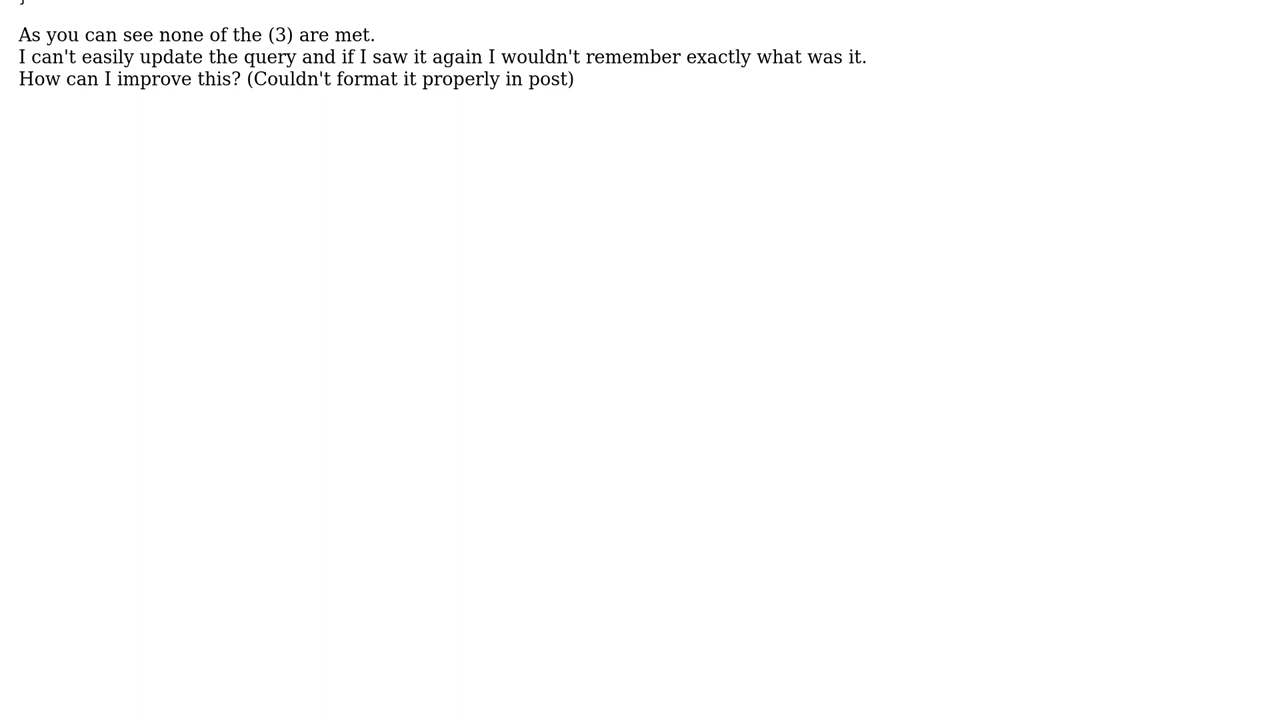 }
As you can see none of the (3) are met.
I can't easily update the query and if I saw it again I wouldn't remember exactly what was it.
How can I improve this? (Couldn't format it properly in post)